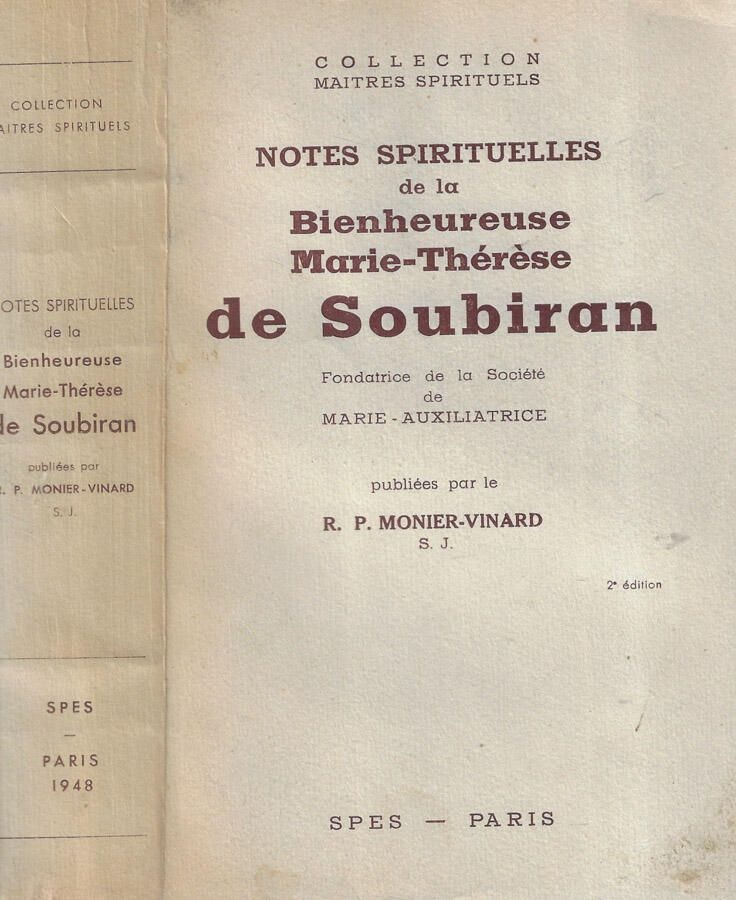 COLLECTION
AITRES SPIRITUELS
OTES SPIRITUELLES
de la
Bienheureuse
Marie-Thérèse
de Soubiran
publiées par
R. P. MONIER-VINARD
S. J.
SPES
—
PARIS
1948
COLLECTION
MAITRES SPIRITUELS
NOTES SPIRITUELLES
de la
Bienheureuse
Marie-Thérèse
de Soubiran
Fondatrice de la Société
de
MARIE-AUXILIATRICE
publiées par le
R. P. MONIER-VINARD
S. J.
2e édition
SPES — PARIS